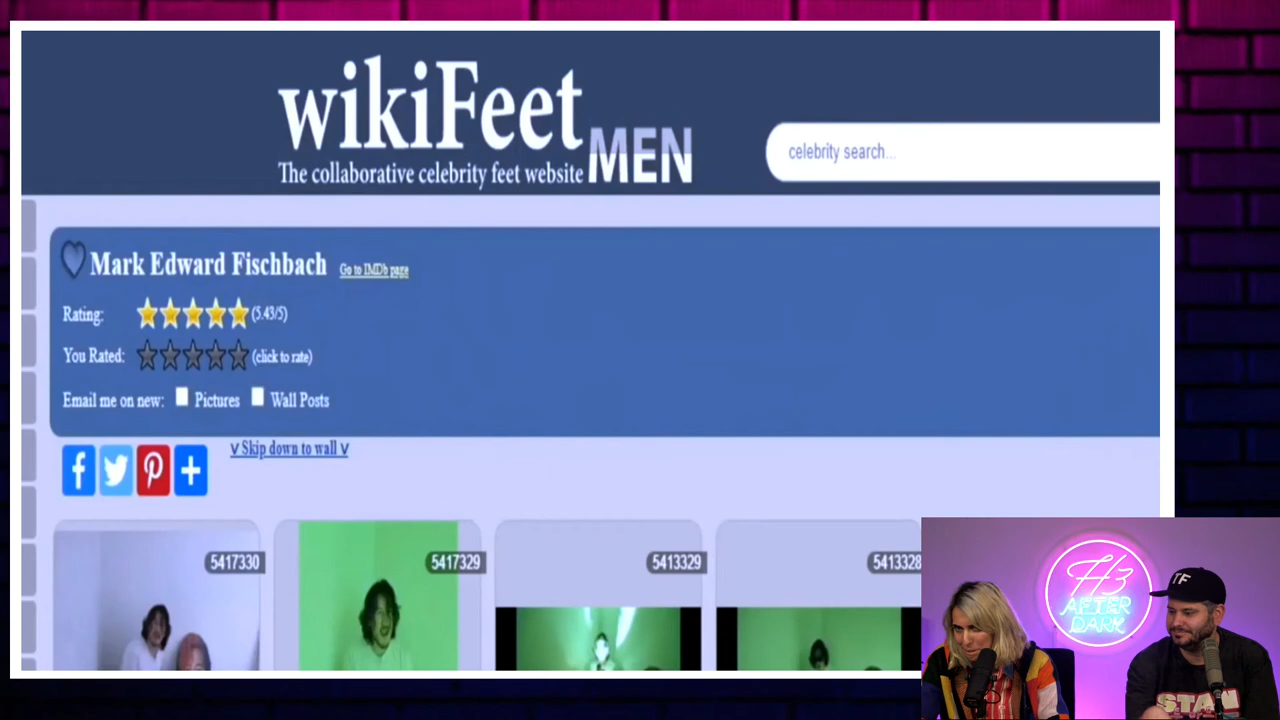 wikiFeet
MEN
The collaborative celebrity feet website
celebrity search...
Mark Edward Fischbach Go to IMDb page
Rating: (5.43/5)
You Rated: (click to rate)
Email me on new: Pictures Wall Posts
V Skip down to wall V
5417330
5417329
5413329
5413328
H3
AFTER
DARK
TF
STAN